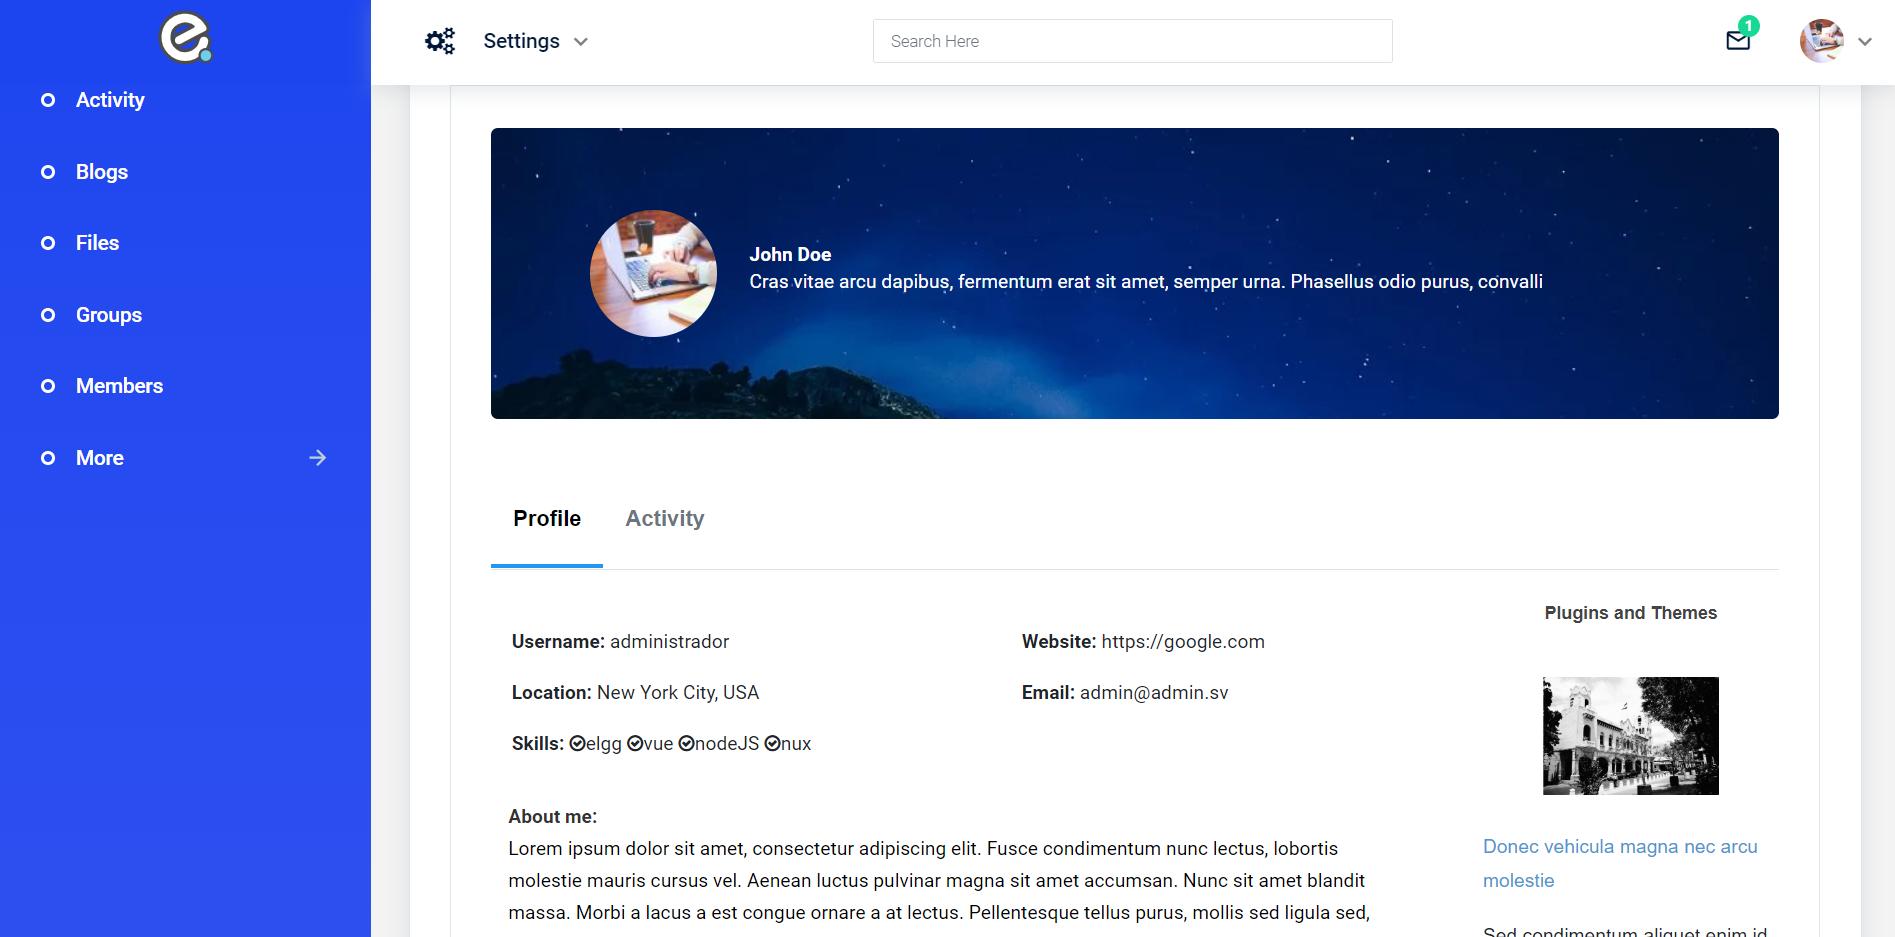 Settings
Search Here
1
Activity
Blogs
Files
Groups
Members
More
John Doe
Cras vitae arcu dapibus, fermentum erat sit amet, semper urna. Phasellus odio purus, convalli
Profile
Activity
Username: administrador
Website: https://google.com
Location: New York City, USA
Email: admin@admin.sv
Skills: elgg vue nodeJS nux
About me:
Lorem ipsum dolor sit amet, consectetur adipiscing elit. Fusce condimentum nunc lectus, lobortis
molestie mauris cursus vel. Aenean luctus pulvinar magna sit amet accumsan. Nunc sit amet blandit
massa. Morbi a lacus a est congue ornare a at lectus. Pellentesque tellus purus, mollis sed ligula sed,
Plugins and Themes
Donec vehicula magna nec arcu
molestie
Sed condimentum aliquet enim id